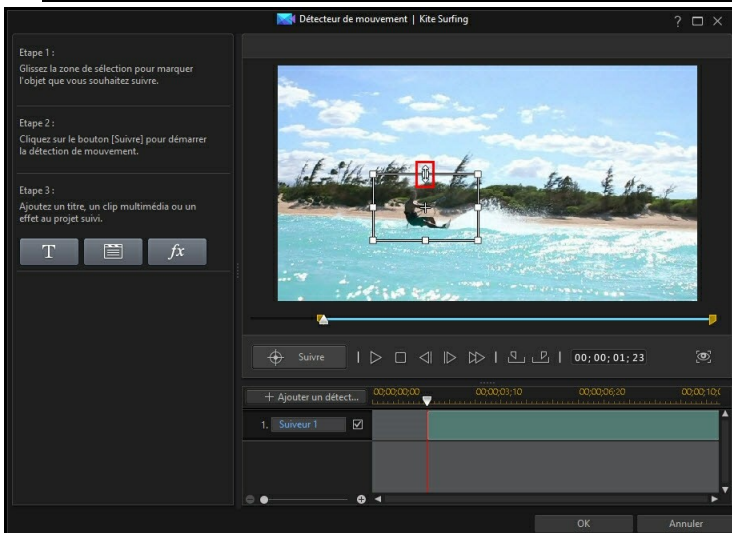 Détecteur de mouvement | Kite Surfing
Etape 1 :
Glissez la zone de sélection pour marquer
l'objet que vous souhaitez suivre.
Etape 2 :
Cliquez sur le bouton [Suivre] pour démarrer
la détection de mouvement.
Etape 3 :
Ajoutez un titre, un clip multimédia ou un
effet au projet suivi.
T
fx
Suivre
00;00;01;23
+ Ajouter un détect...
00;00;00;00
00;00;03;10
00;00;06;20
00;00;10;
1. Suiveur 1
OK
Annuler